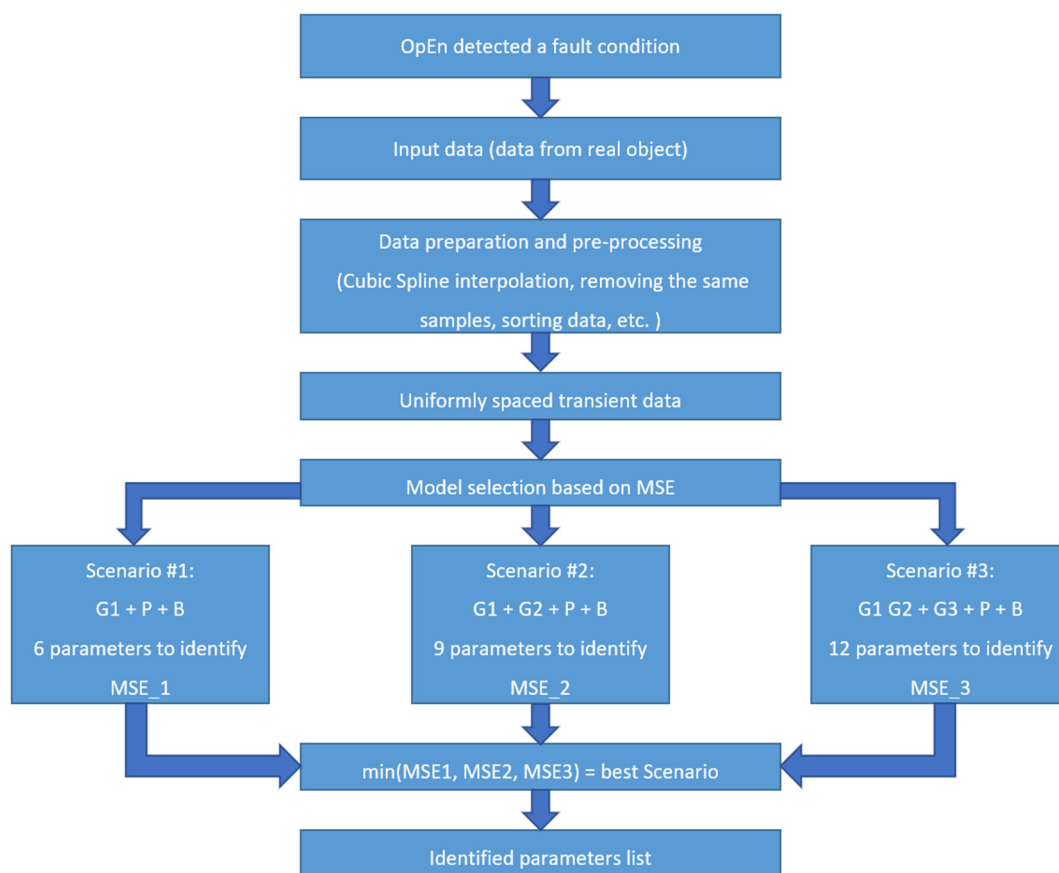 OpEn detected a fault condition
Input data (data from real object)
Data preparation and pre-processing
(Cubic Spline interpolation, removing the same
samples, sorting data, etc. )
Uniformly spaced transient data
Model selection based on MSE
Scenario #1:
G1 + P + B
6 parameters to identify
MSE_1
Scenario #2:
G1 + G2 + P + B
9 parameters to identify
MSE_2
Scenario #3:
G1 G2 + G3 + P + B
12 parameters to identify
MSE_3
min(MSE1, MSE2, MSE3) = best Scenario
Identified parameters list